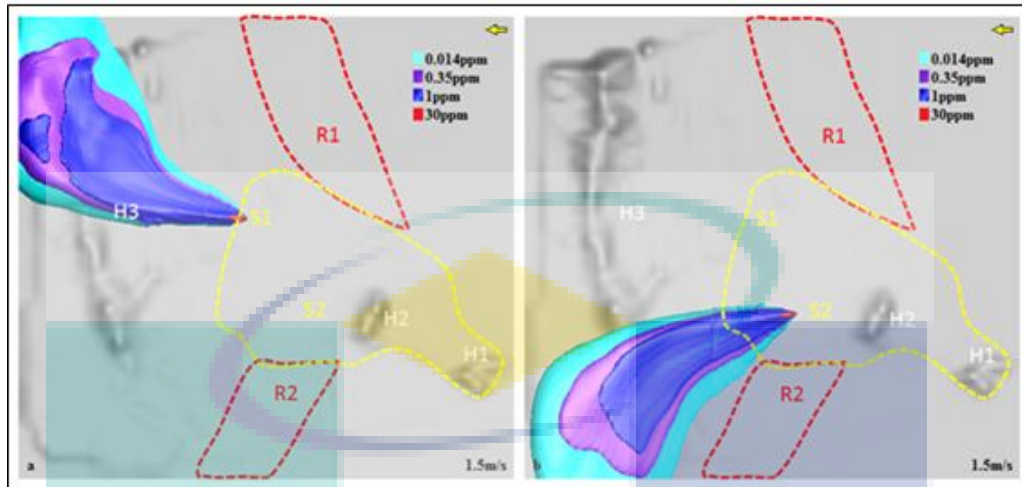 0.014ppm
0.35ppm
1ppm
30ppm
R1
H3
S1
S2
H2
H1
R2
a
1.5m/s
0.014ppm
0.35ppm
1ppm
30ppm
R1
H3
S1
S2
H2
H1
R2
b
1.5m/s